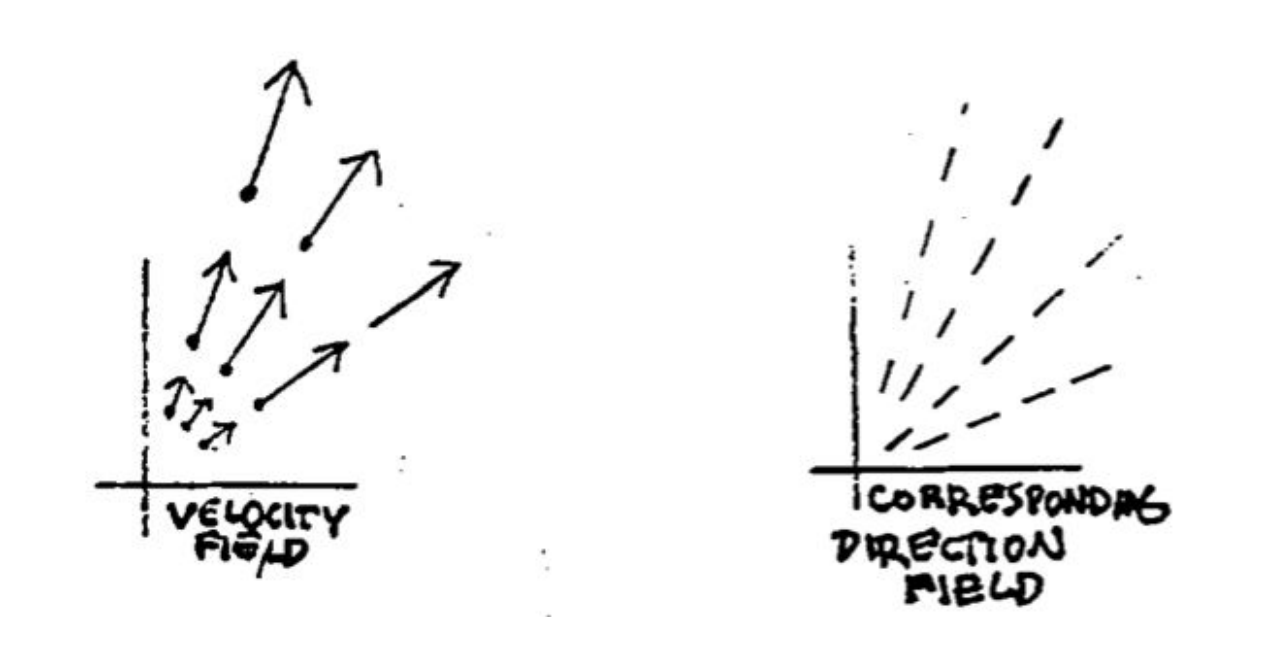 VELOCITY
FIELD
CORRESPONDING
DIRECTION
FIELD